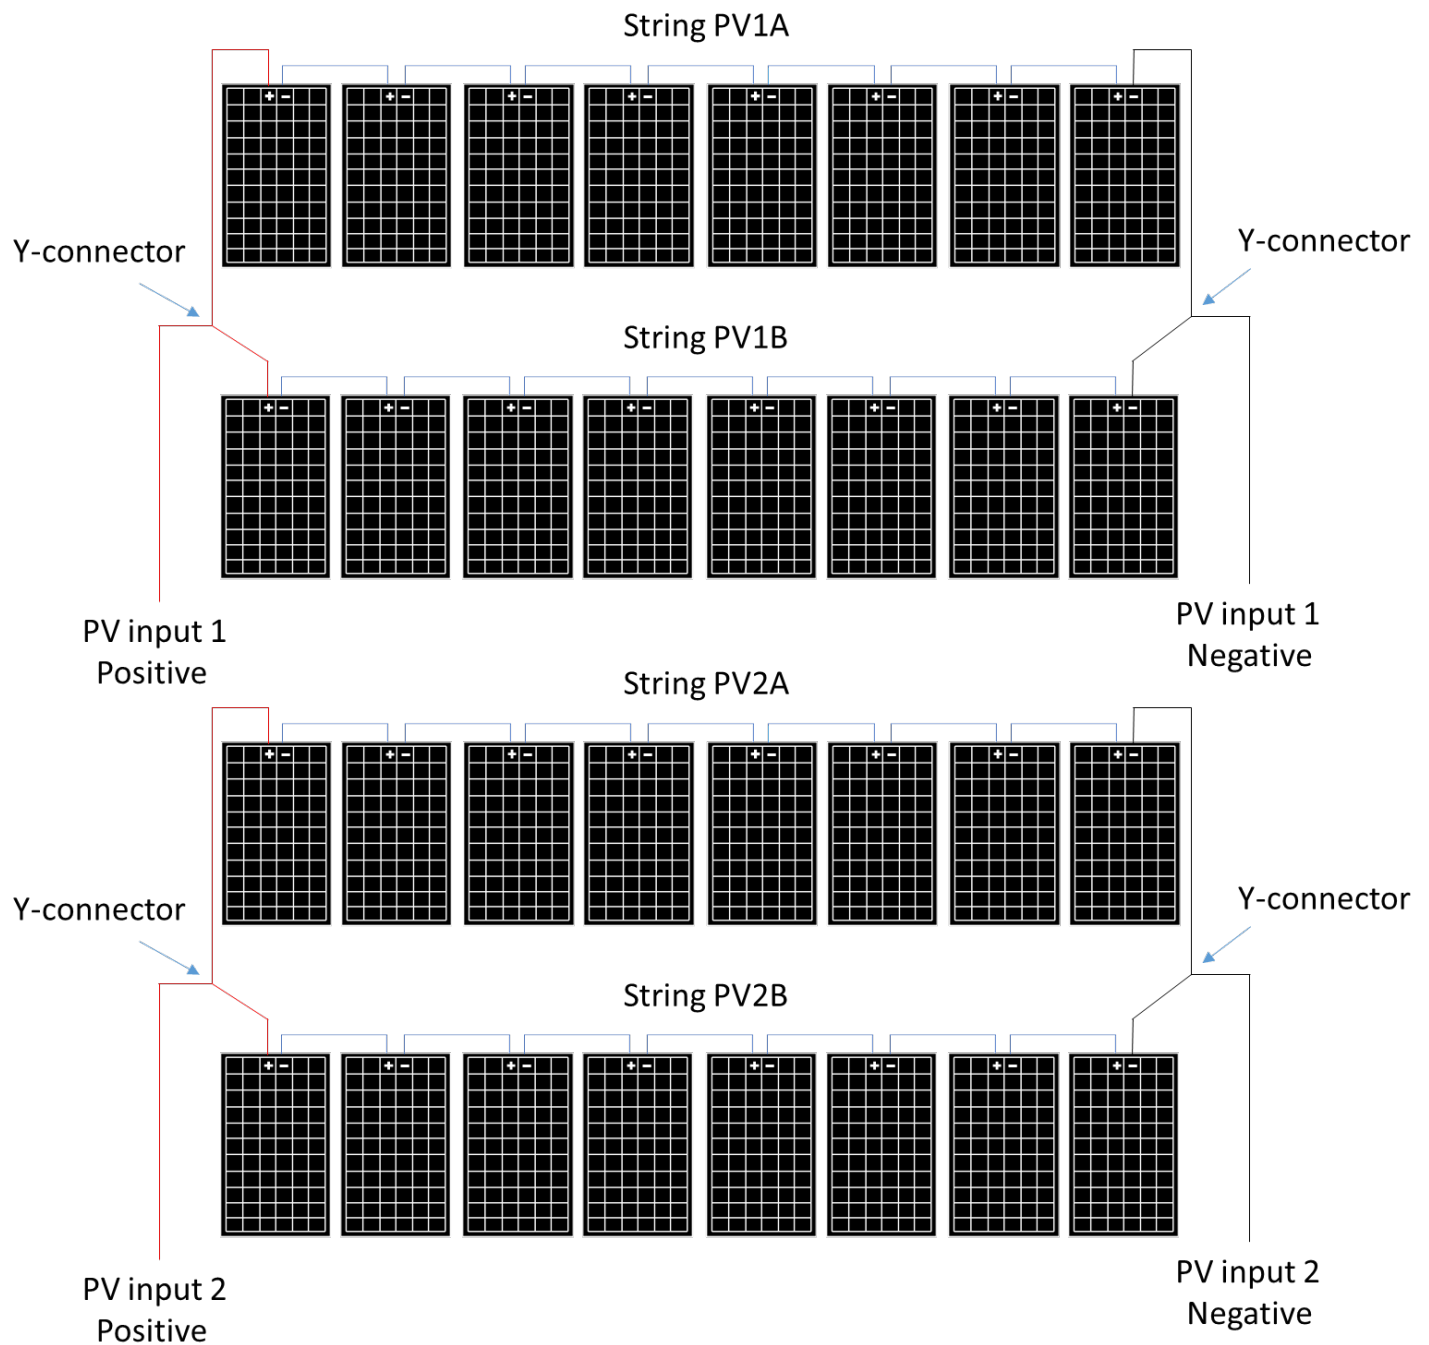 String PV1A
+ - + - + - + - + - + - + - + -
Y-connector
Y-connector
String PV1B
+ - + - + - + - + - + - + - + -
PV input 1
Positive
PV input 1
Negative
String PV2A
+ - + - + - + - + - + - + - + -
Y-connector
Y-connector
String PV2B
+ - + - + - + - + - + - + - + -
PV input 2
Positive
PV input 2
Negative